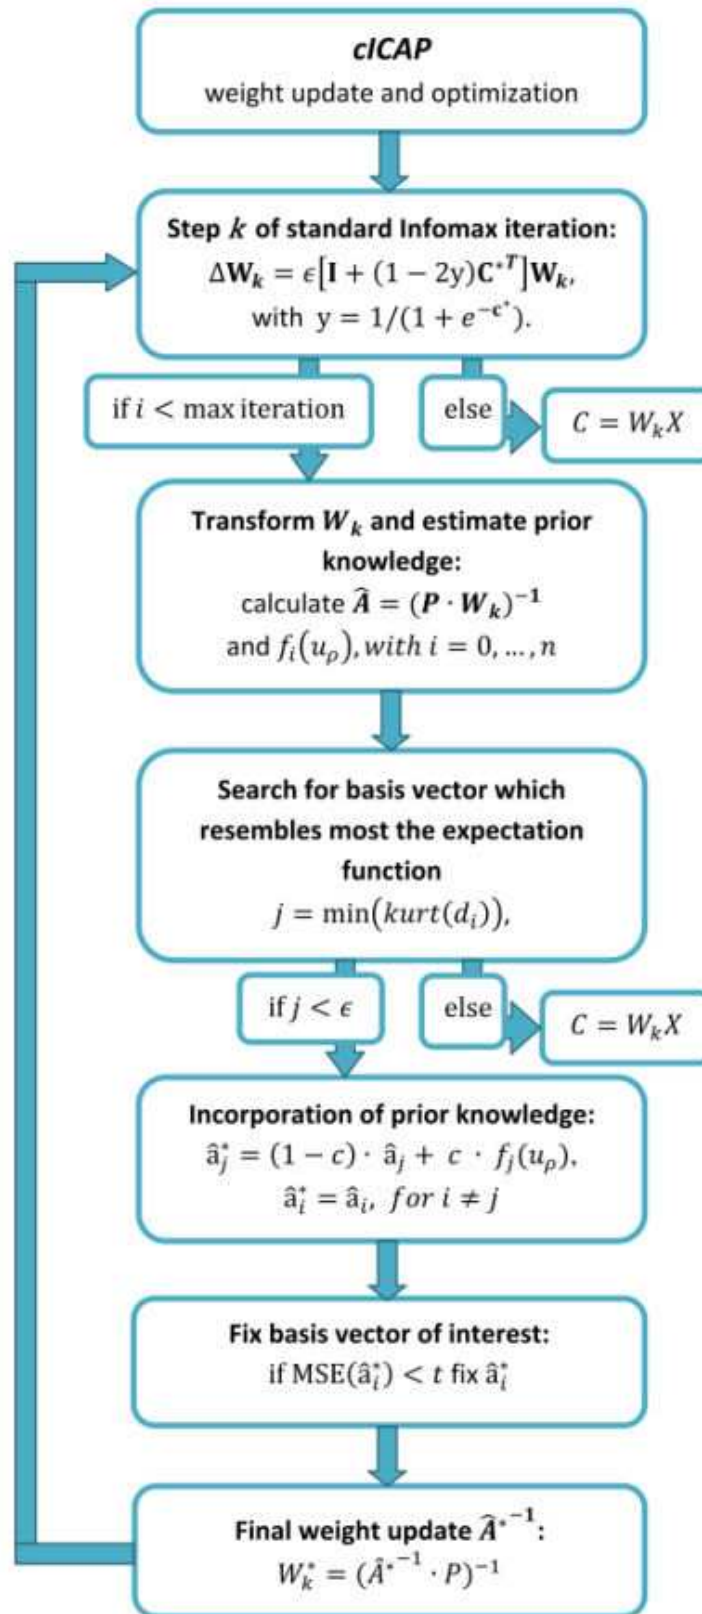 cICAP
weight update and optimization
Step k of standard Infomax iteration:
ΔW_k = ϵ[I + (1 − 2y)C*^T]W_k,
with y = 1/(1 + e^{−c*}).
if i < max iteration
else
C = W_k X
Transform W_k and estimate prior
knowledge:
calculate Â = (P · W_k)^{−1}
and f_i(u_ρ), with i = 0, ..., n
Search for basis vector which
resembles most the expectation
function
j = min(kurt(d_i)),
if j < ϵ
else
C = W_k X
Incorporation of prior knowledge:
â*_j = (1 − c) · â_j + c · f_j(u_ρ),
â*_i = â_i, for i ≠ j
Fix basis vector of interest:
if MSE(â*_i) < t fix â*_i
Final weight update Â*^{−1}:
W*_k = (Â*^{−1} · P)^{−1}